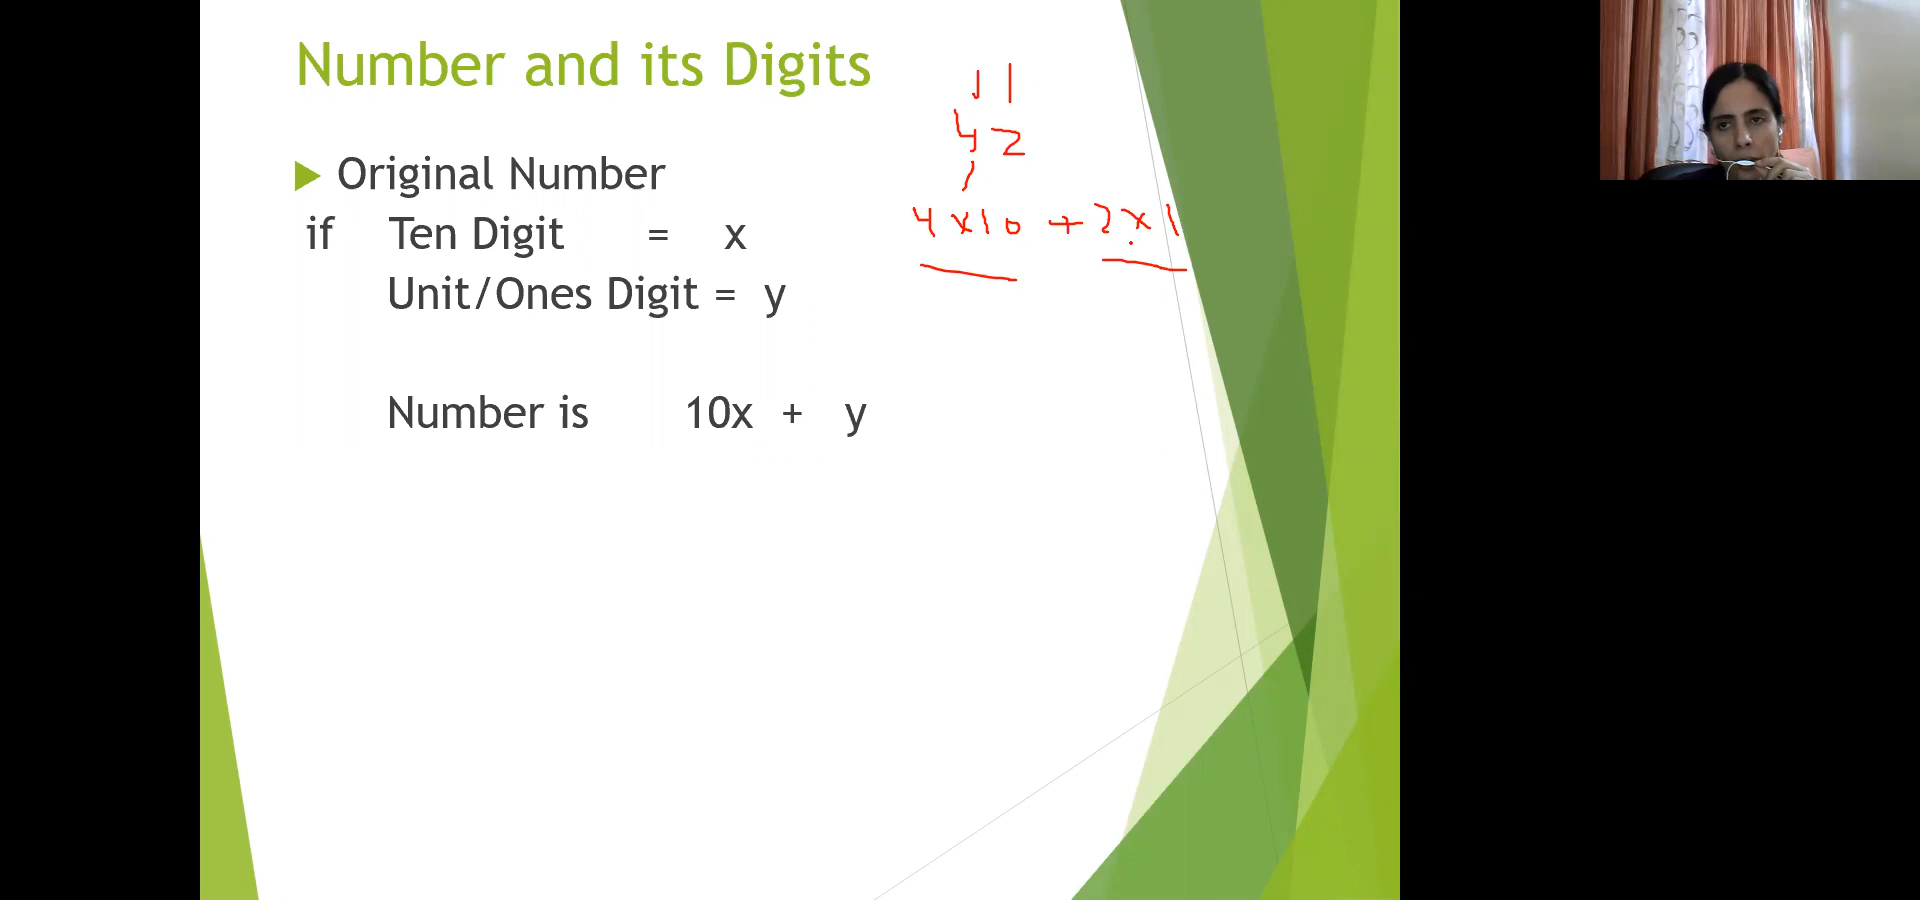 Number and its Digits
Original Number
if Ten Digit = x
Unit/Ones Digit = y
Number is 10x + y
42
4 x 10 + 2 x 1